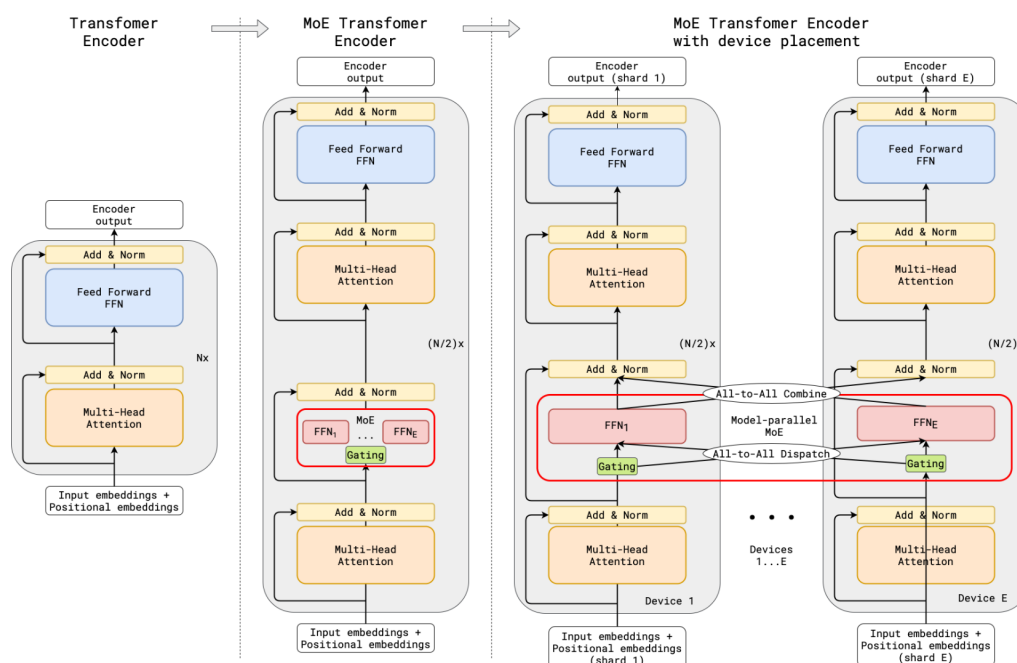 Transfomer
Encoder
MoE Transfomer
Encoder
MoE Transfomer Encoder
with device placement
Encoder
output
Add & Norm
Feed Forward
FFN
Nx
Add & Norm
Multi-Head
Attention
Input embeddings +
Positional embeddings
Encoder
output
Add & Norm
Feed Forward
FFN
Add & Norm
Multi-Head
Attention
(N/2)x
Add & Norm
MoE
FFN1
...
FFNE
Gating
Add & Norm
Multi-Head
Attention
Input embeddings +
Positional embeddings
Encoder
output (shard 1)
Add & Norm
Feed Forward
FFN
Add & Norm
Multi-Head
Attention
(N/2)x
Add & Norm
All-to-All Combine
FFN1
Model-parallel
MoE
All-to-All Dispatch
Gating
Add & Norm
Multi-Head
Attention
Device 1
Input embeddings +
Positional embeddings
(shard 1)
• • •
Devices
1...E
Encoder
output (shard E)
Add & Norm
Feed Forward
FFN
Add & Norm
Multi-Head
Attention
(N/2)
Add & Norm
FFNE
Gating
Add & Norm
Multi-Head
Attention
Device E
Input embeddings +
Positional embeddings
(shard E)